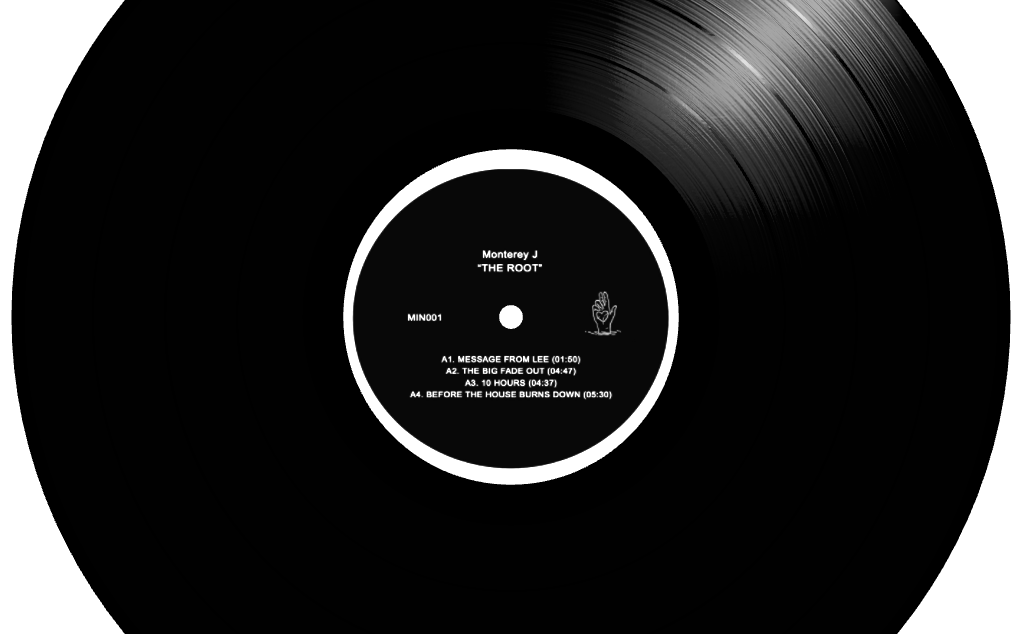 Monterey J
"THE ROOT"
MIN001
A1. MESSAGE FROM LEE (01:50)
A2. THE BIG FADE OUT (04:47)
A3. 10 HOURS (04:37)
A4. BEFORE THE HOUSE BURNS DOWN (05:30)